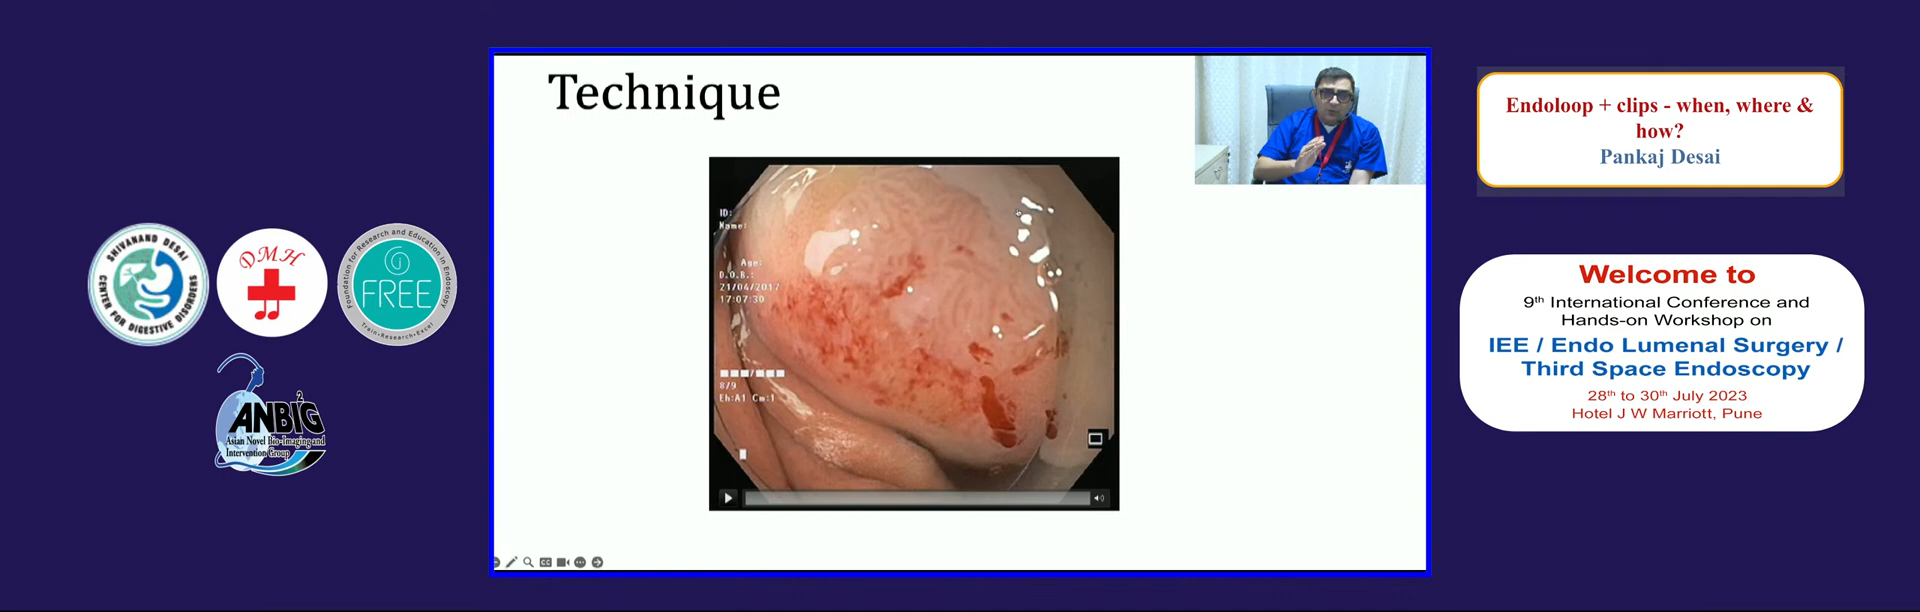 Technique
ID:
Name:
Age:
D.O.B.:
21/04/2017
17:07:30
8/9
Eh:A1 Cm:1
Endoloop + clips - when, where &
how?
Pankaj Desai
Welcome to
9th International Conference and
Hands-on Workshop on
IEE / Endo Lumenal Surgery /
Third Space Endoscopy
28th to 30th July 2023
Hotel J W Marriott, Pune
SHIVANAND DESAI
CENTER FOR DIGESTIVE DISORDERS
DMH
Foundation for Research and Education in Endoscopy
FREE
Train•Research•Excel
ANBI2G
Asian Novel Bio-Imaging and
Intervention Group
CC